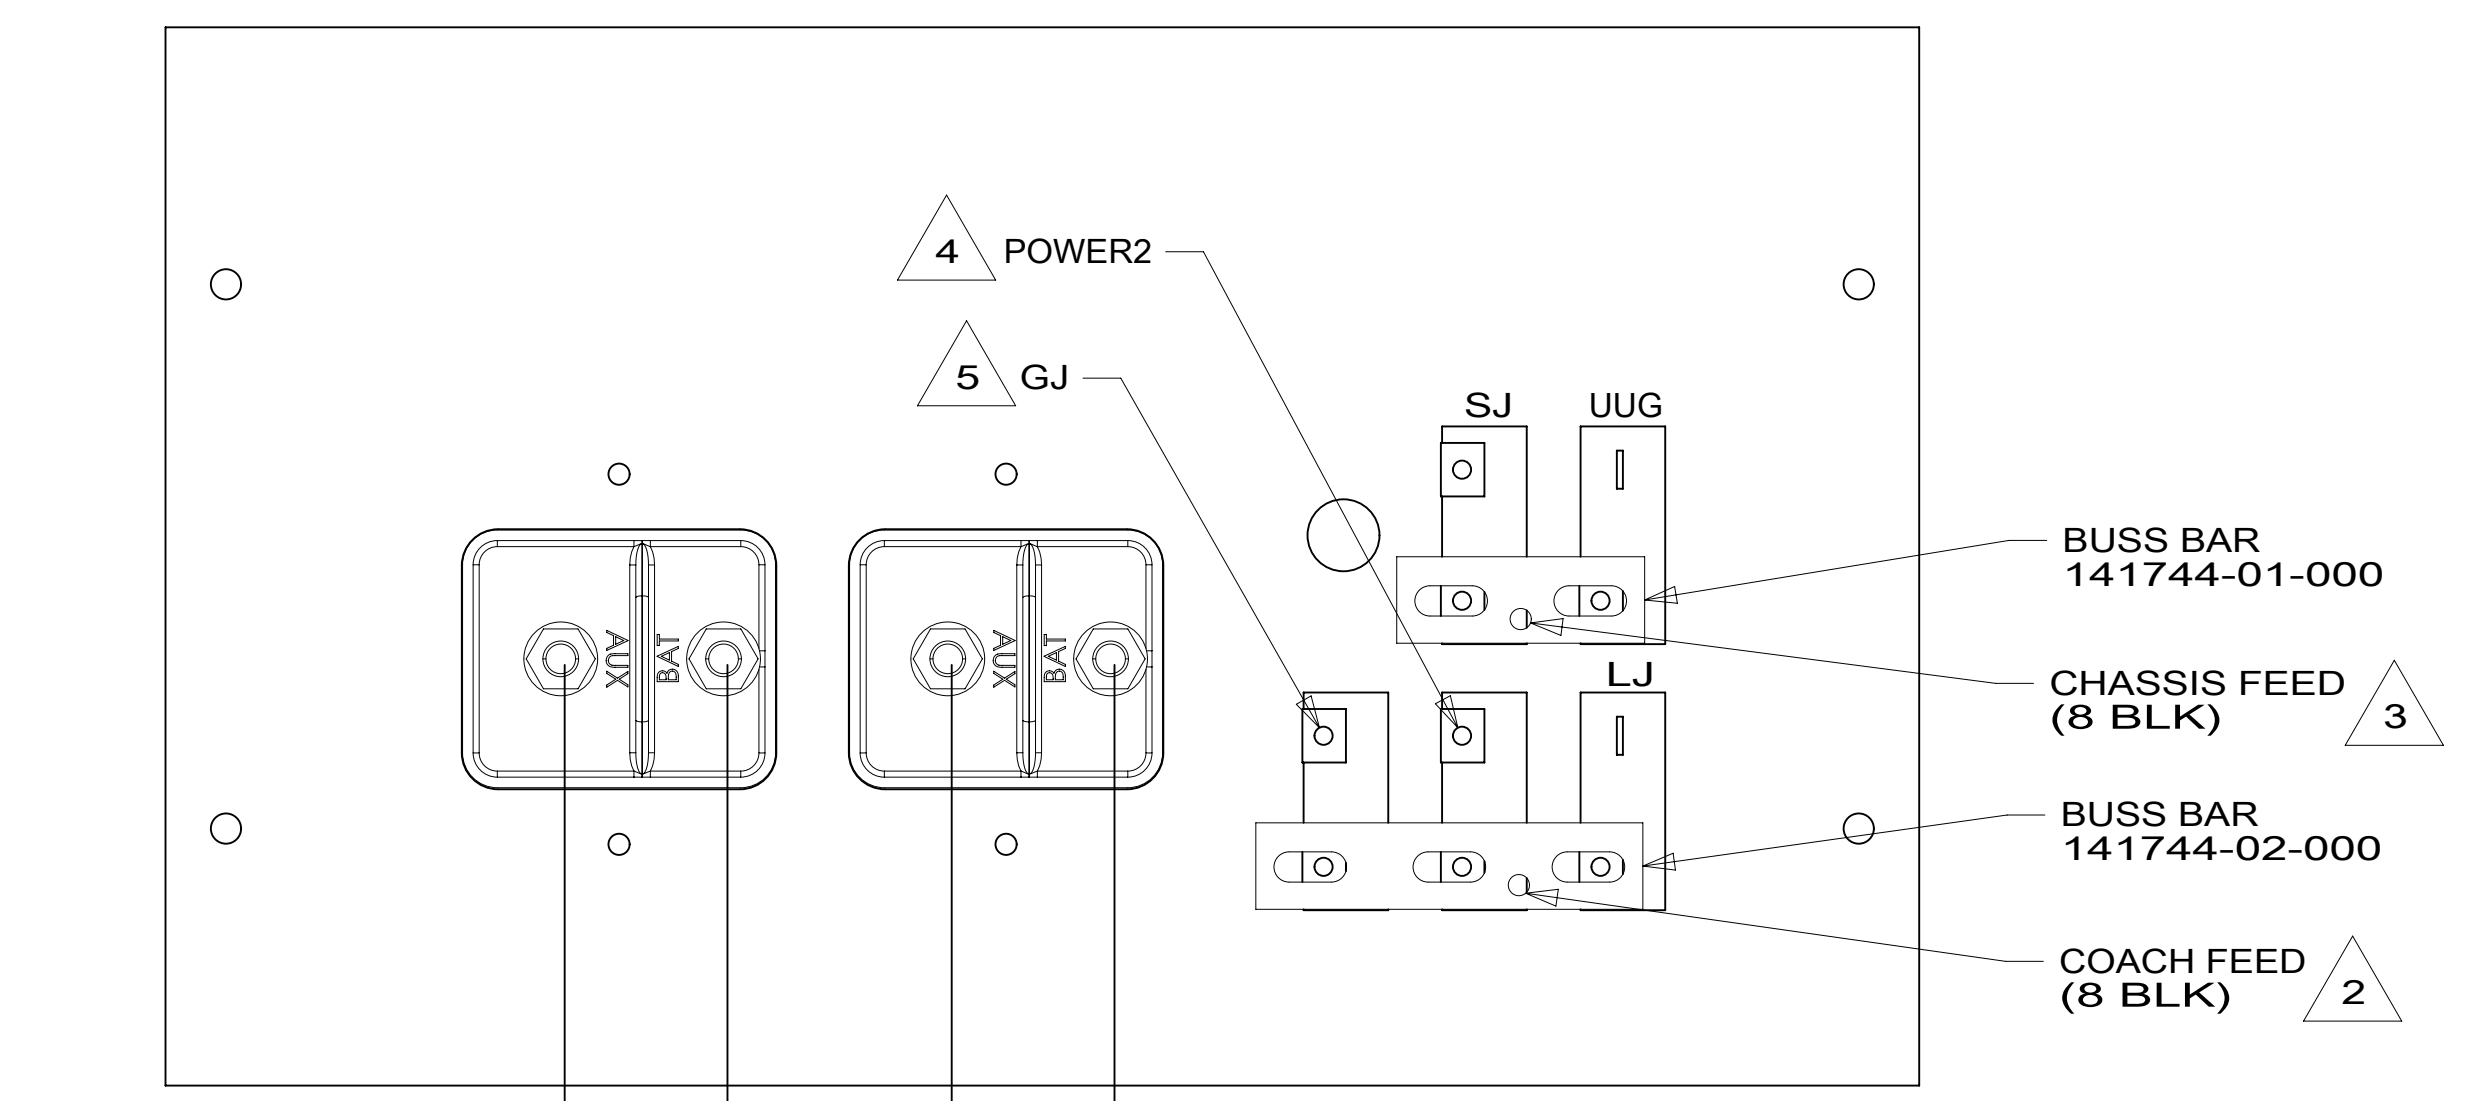 4 POWER2
5 GJ
SJ UUG
BUSS BAR
141744-01-000
AUX
BAT
AUX
BAT
LJ
CHASSIS FEED
(8 BLK) 3
BUSS BAR
141744-02-000
COACH FEED
(8 BLK) 2